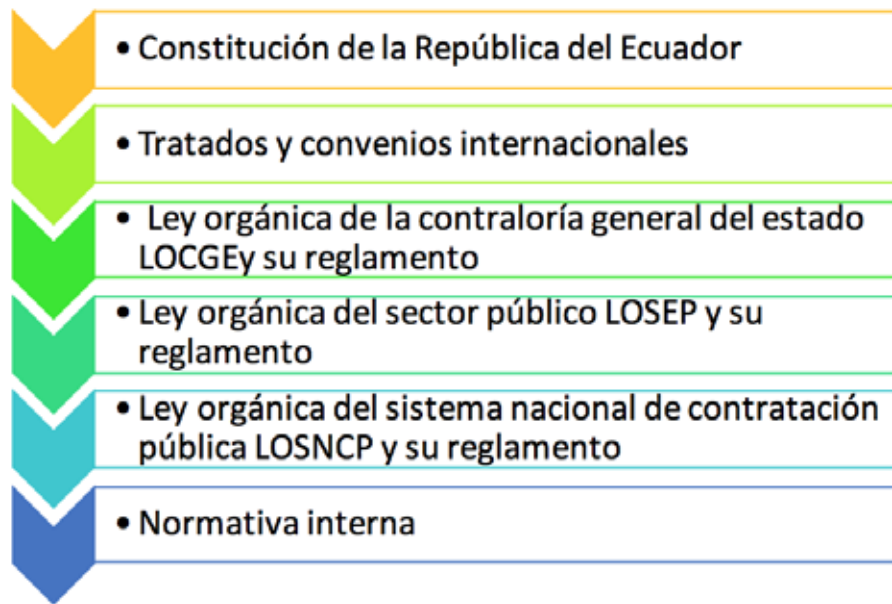 • Constitución de la República del Ecuador
• Tratados y convenios internacionales
• Ley orgánica de la contraloría general del estado
LOCGEy su reglamento
• Ley orgánica del sector público LOSEP y su
reglamento
• Ley orgánica del sistema nacional de contratación
pública LOSNCP y su reglamento
• Normativa interna